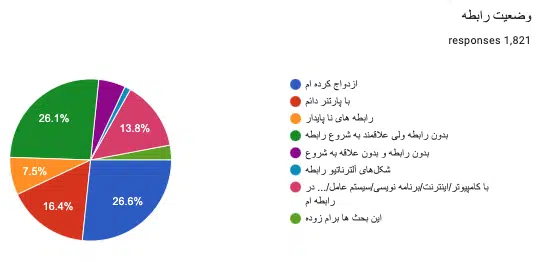 وضعیت رابطه
1,821 responses
ازدواج کرده ام
با پارتنر دائم
رابطه های نا پایدار
بدون رابطه ولی علاقمند به شروع رابطه
بدون رابطه و بدون علاقه به شروع
شکل‌های آلترناتیو رابطه
با کامپیوتر/اینترنت/برنامه نویسی/سیستم عامل/... در
رابطه ام
این بحث ها برام زوده
26.1%
13.8%
7.5%
16.4%
26.6%